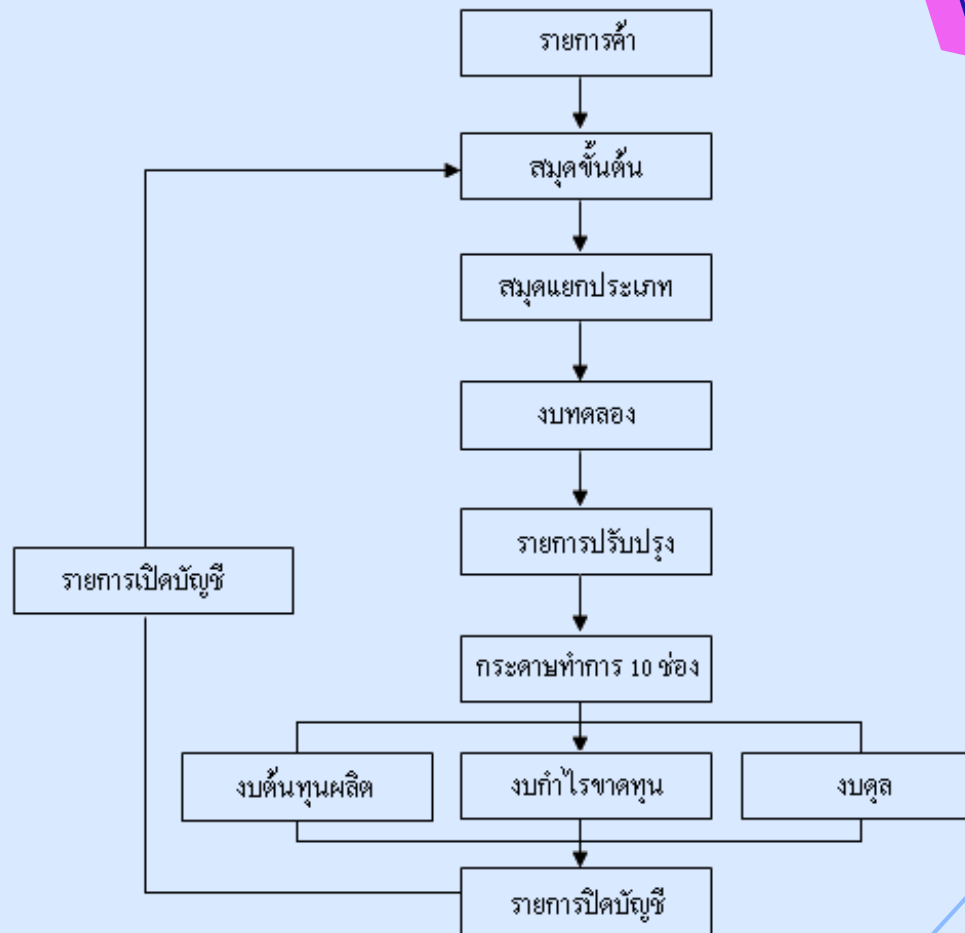 รายการค้า
สมุดขั้นต้น
สมุดแยกประเภท
งบทดลอง
รายการปรับปรุง
รายการเปิดบัญชี
กระดาษทำการ 10 ช่อง
งบต้นทุนผลิต
งบกำไรขาดทุน
งบดุล
รายการปิดบัญชี